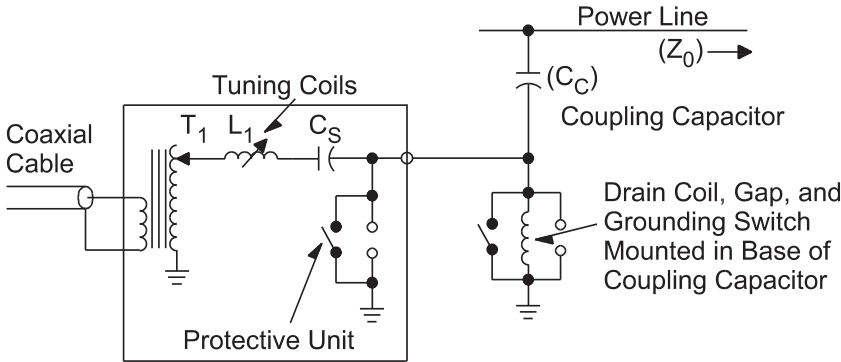 Power Line
(Z0)
(CC)
Coupling Capacitor
Tuning Coils
T1 L1 CS
Coaxial
Cable
Drain Coil, Gap, and
Grounding Switch
Mounted in Base of
Coupling Capacitor
Protective Unit